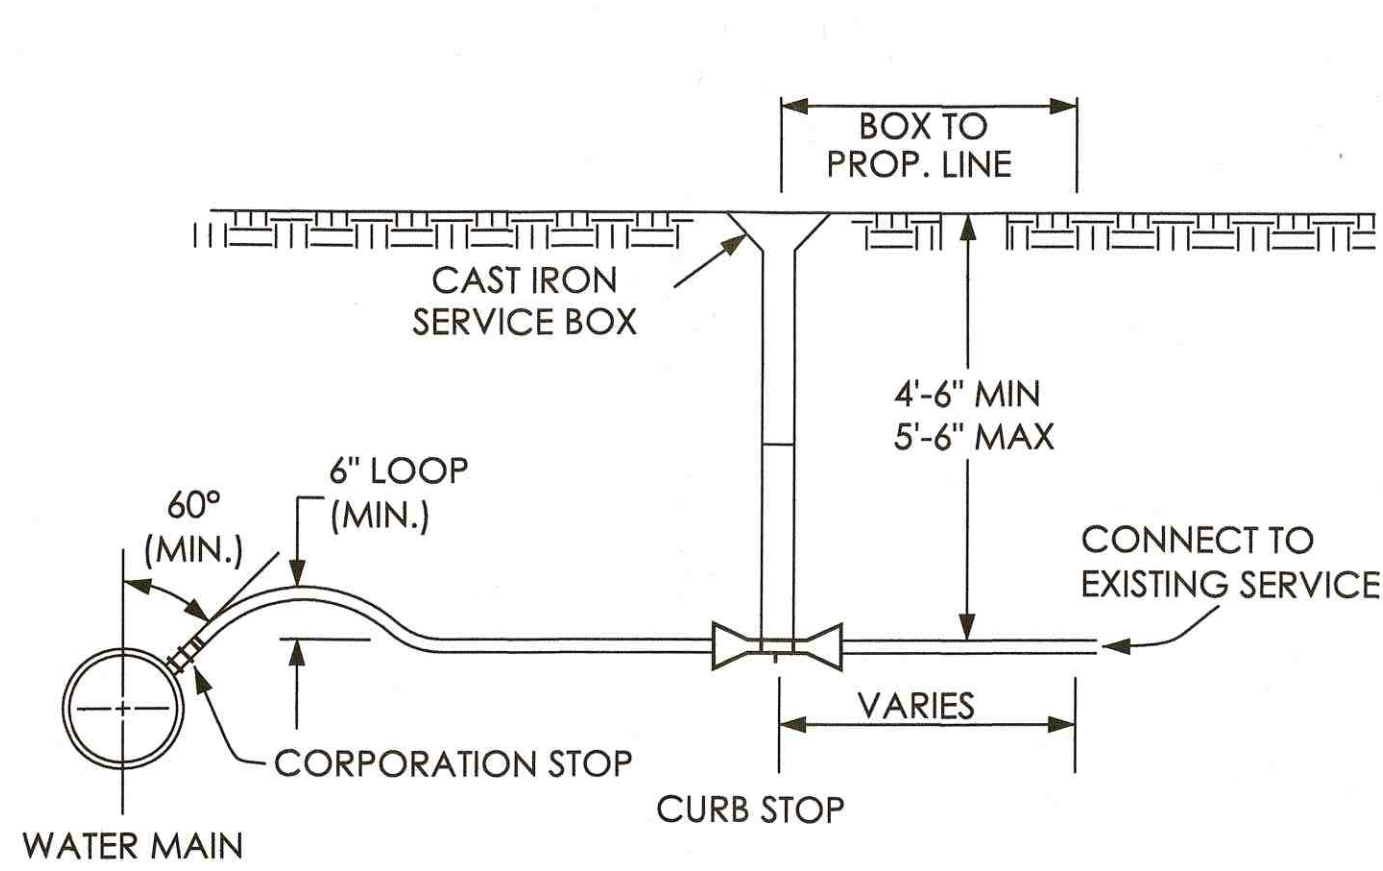 BOX TO
PROP. LINE
CAST IRON
SERVICE BOX
4'-6" MIN
5'-6" MAX
6" LOOP
(MIN.)
60°
(MIN.)
CONNECT TO
EXISTING SERVICE
VARIES
CORPORATION STOP
CURB STOP
WATER MAIN